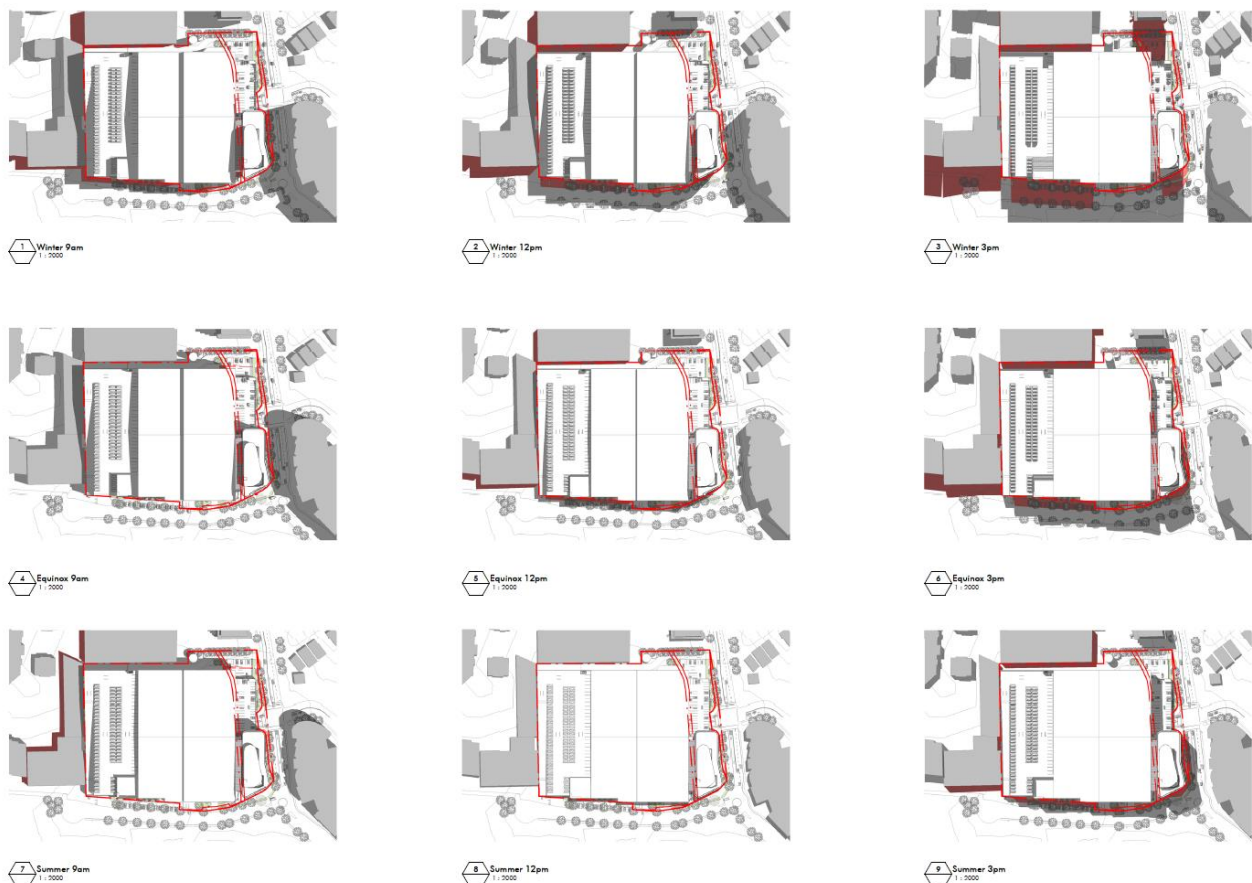 1 Winter 9am
1 : 2000
2 Winter 12pm
1 : 2000
3 Winter 3pm
1 : 2000
4 Equinox 9am
1 : 2000
5 Equinox 12pm
1 : 2000
6 Equinox 3pm
1 : 2000
7 Summer 9am
1 : 2000
8 Summer 12pm
1 : 2000
9 Summer 3pm
1 : 2000